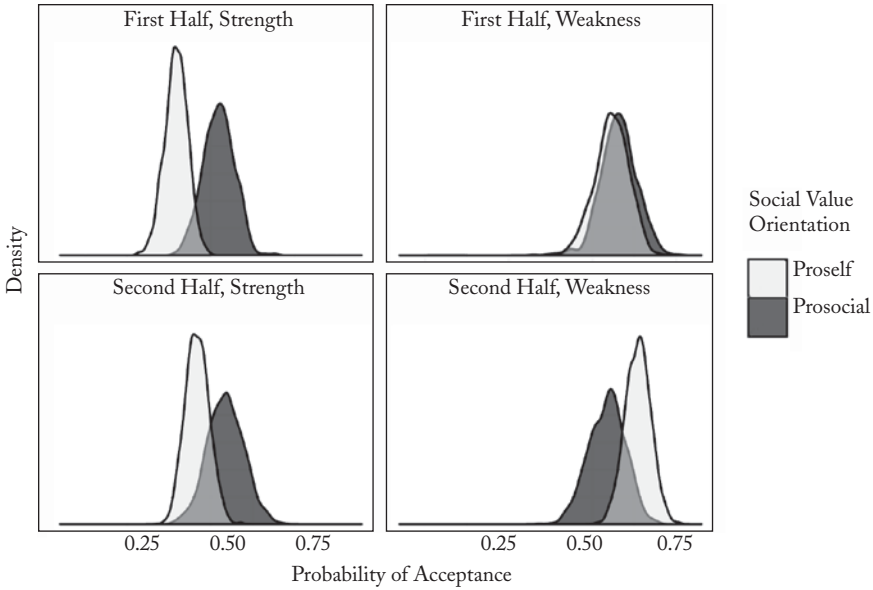 First Half, Strength
First Half, Weakness
Density
Second Half, Strength
Second Half, Weakness
0.25 0.50 0.75
0.25 0.50 0.75
Probability of Acceptance
Social Value
Orientation
Proself
Prosocial